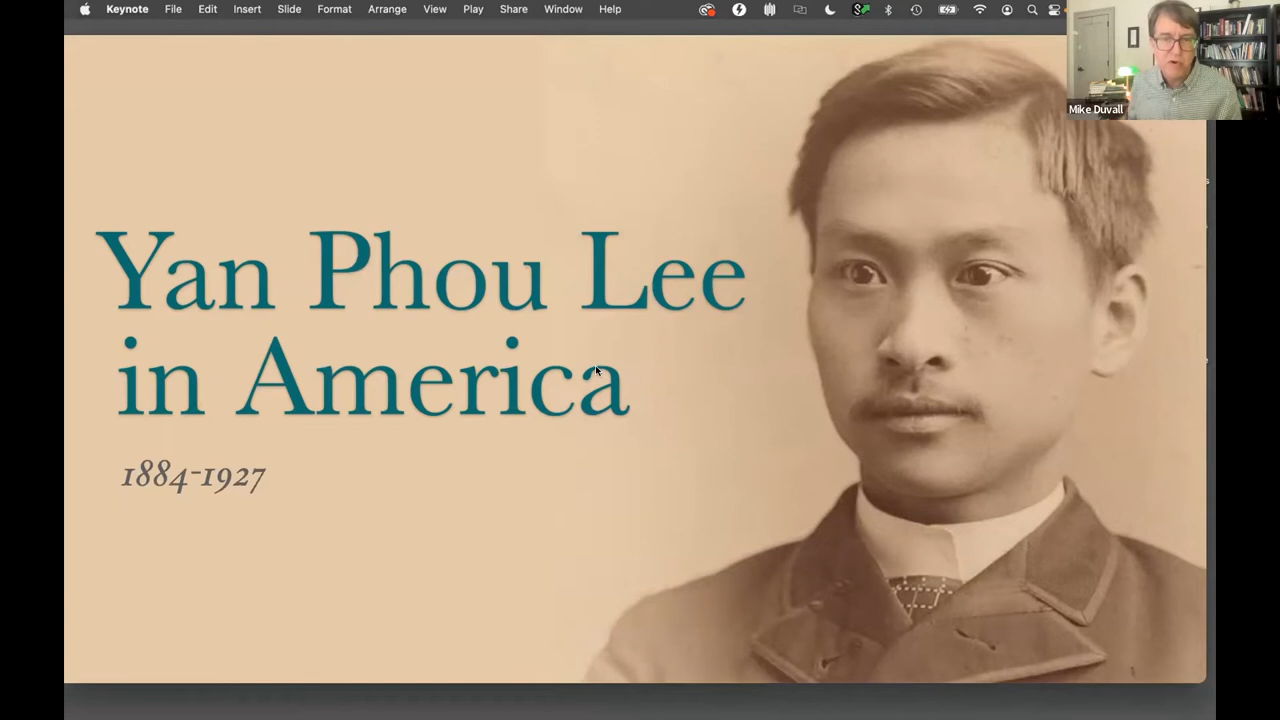 Keynote File Edit Insert Slide Format Arrange View Play Share Window Help
Mike Duvall
Yan Phou Lee
in America
1884-1927